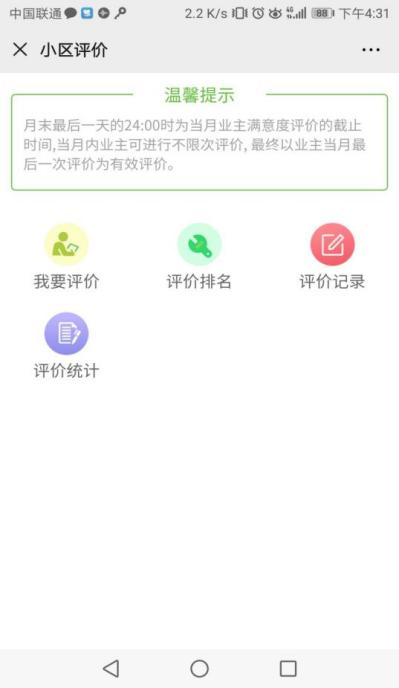 中国联通 2.2 K/s 4G 88 下午4:31
小区评价
温馨提示
月末最后一天的24:00时为当月业主满意度评价的截止
时间,当月内业主可进行不限次评价, 最终以业主当月最
后一次评价为有效评价。
我要评价 评价排名 评价记录
评价统计